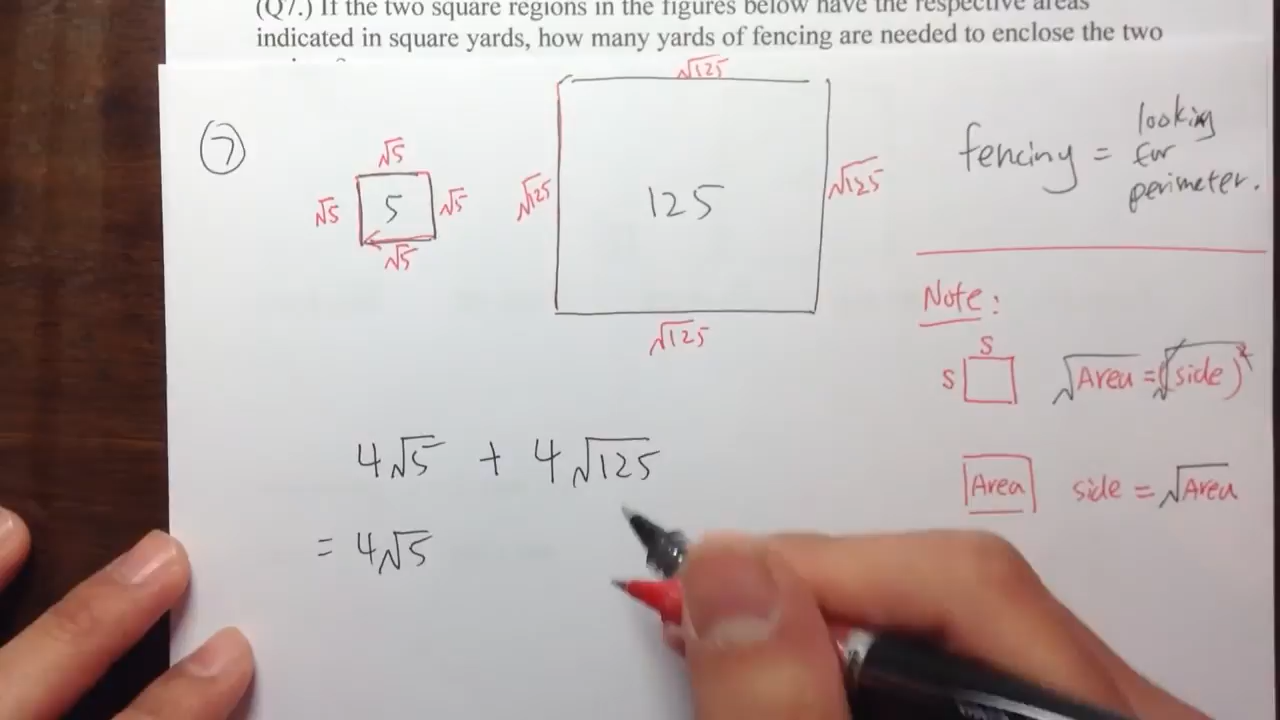 (Q7.) If the two square regions in the figures below have the respective areas
indicated in square yards, how many yards of fencing are needed to enclose the two
7
√5
√5
5
√5
√5
√125
√125
125
√125
√125
fencing = looking
for
perimeter.
Note:
s
s
√Area = √(side)²
Area
side = √Area
4√5 + 4√125
= 4√5